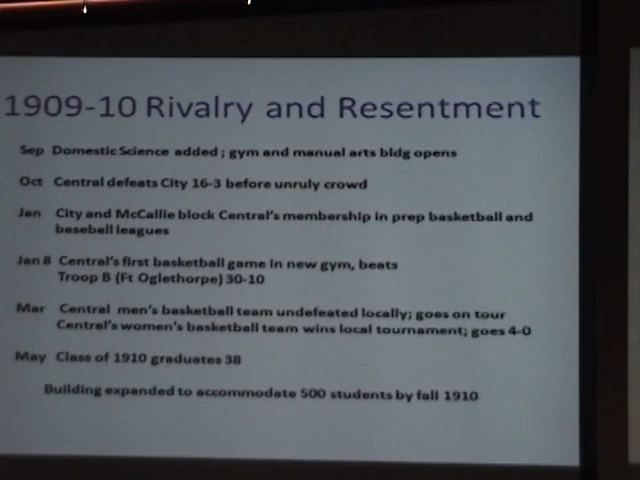 1909-10 Rivalry and Resentment
Sep Domestic Science added ; gym and manual arts bldg opens
Oct Central defeats City 16-3 before unruly crowd
Jan City and McCallie block Central's membership in prep basketball and
baseball leagues
Jan 8 Central's first basketball game in new gym, beats
Troop B (Ft Oglethorpe) 30-10
Mar Central men's basketball team undefeated locally; goes on tour
Central's women's basketball team wins local tournament; goes 4-0
May Class of 1910 graduates 38
Building expanded to accommodate 500 students by fall 1910